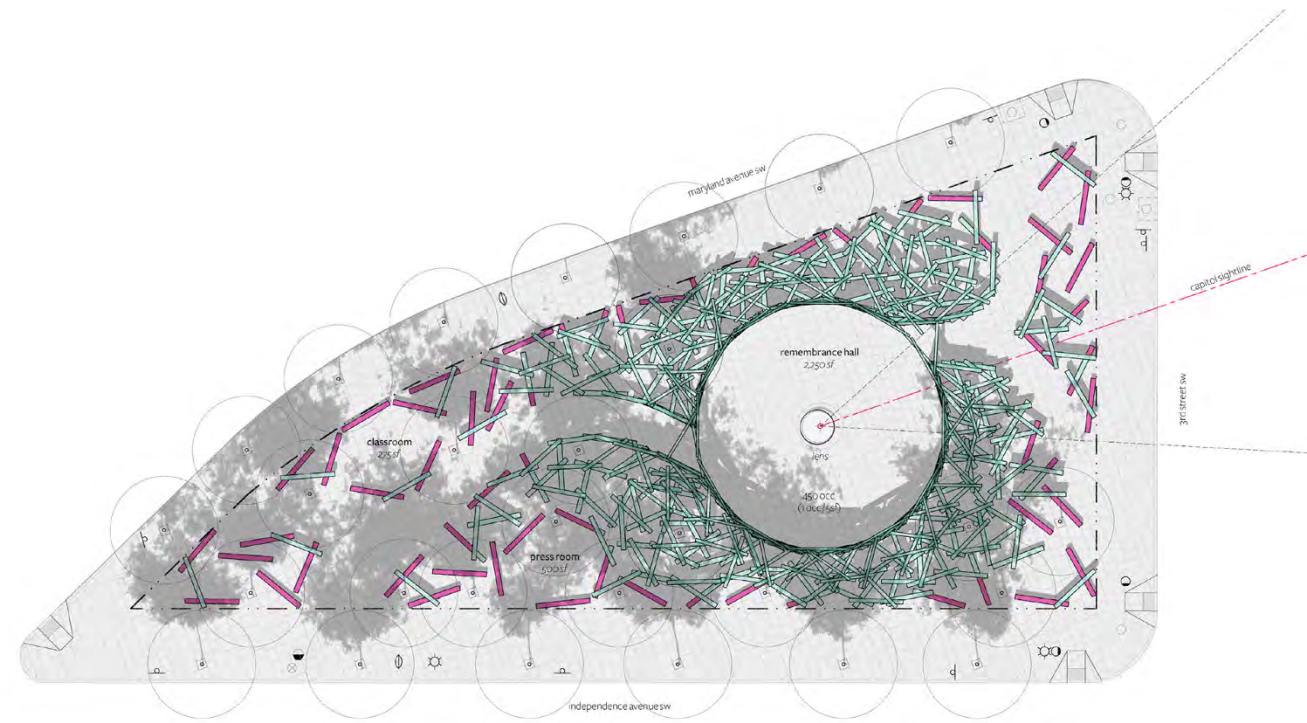 maryland avenue sw
capitol sightline
remembrance hall
2,250 sf
3rd street sw
classroom
275 sf
lens
450 occ
(1 occ/5sf)
press room
500 sf
independence avenue sw